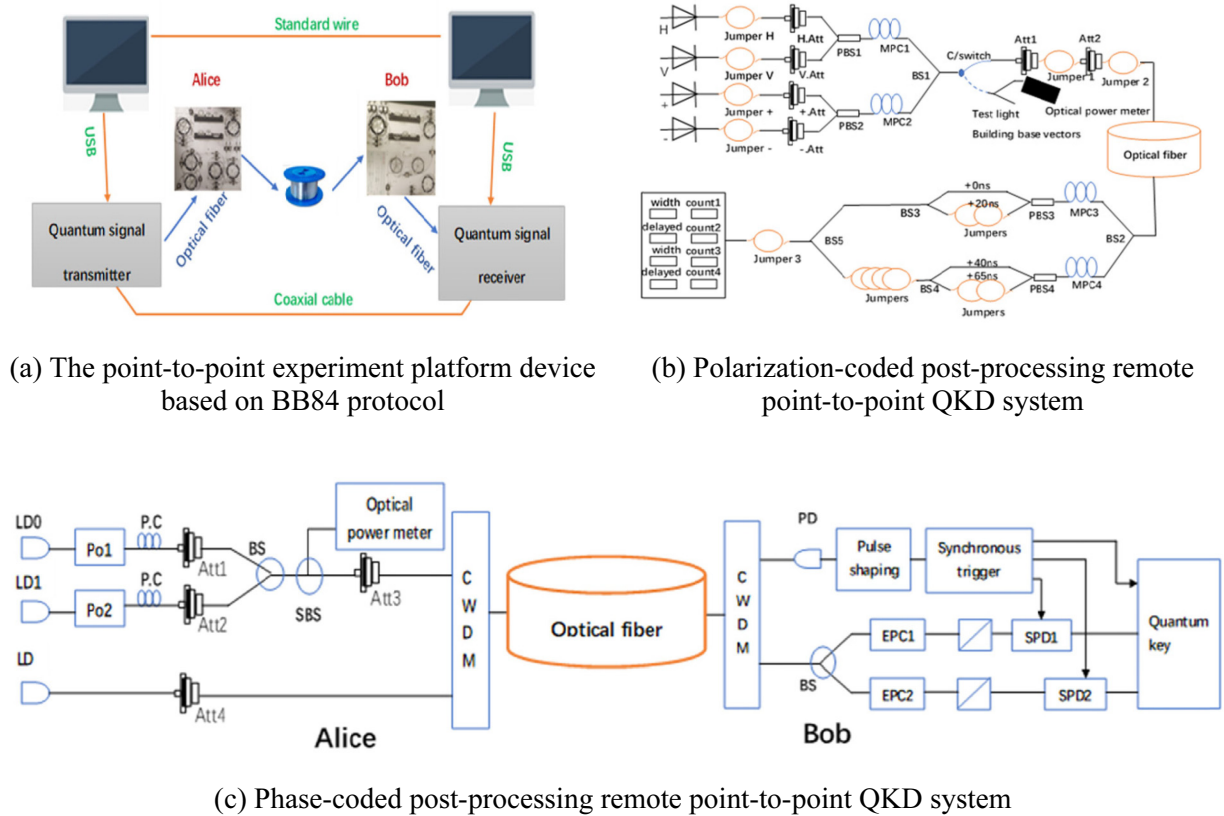 Standard wire
Alice
Bob
USB
USB
Quantum signal
transmitter
Optical fiber
Optical fiber
Quantum signal
receiver
Coaxial cable
(a) The point-to-point experiment platform device
based on BB84 protocol
H
Jumper H
H.Att
V
Jumper V
V.Att
PBS1
MPC1
+
Jumper +
+.Att
-
Jumper -
-.Att
PBS2
MPC2
BS1
C/switch
Att1
Jumper 1
Att2
Jumper 2
Test light
Optical power meter
Building base vectors
Optical fiber
width count1
delayed count2
width count3
delayed count4
Jumper 3
BS5
BS3
+0ns
+20ns
Jumpers
PBS3
MPC3
BS2
Jumpers
BS4
+40ns
+65ns
Jumpers
PBS4
MPC4
(b) Polarization-coded post-processing remote
point-to-point QKD system
LD0
Po1
P.C
Att1
LD1
Po2
P.C
Att2
BS
SBS
Optical
power meter
Att3
LD
Att4
CWDM
Alice
Optical fiber
CWDM
PD
Pulse
shaping
Synchronous
trigger
BS
EPC1
SPD1
EPC2
SPD2
Quantum
key
Bob
(c) Phase-coded post-processing remote point-to-point QKD system